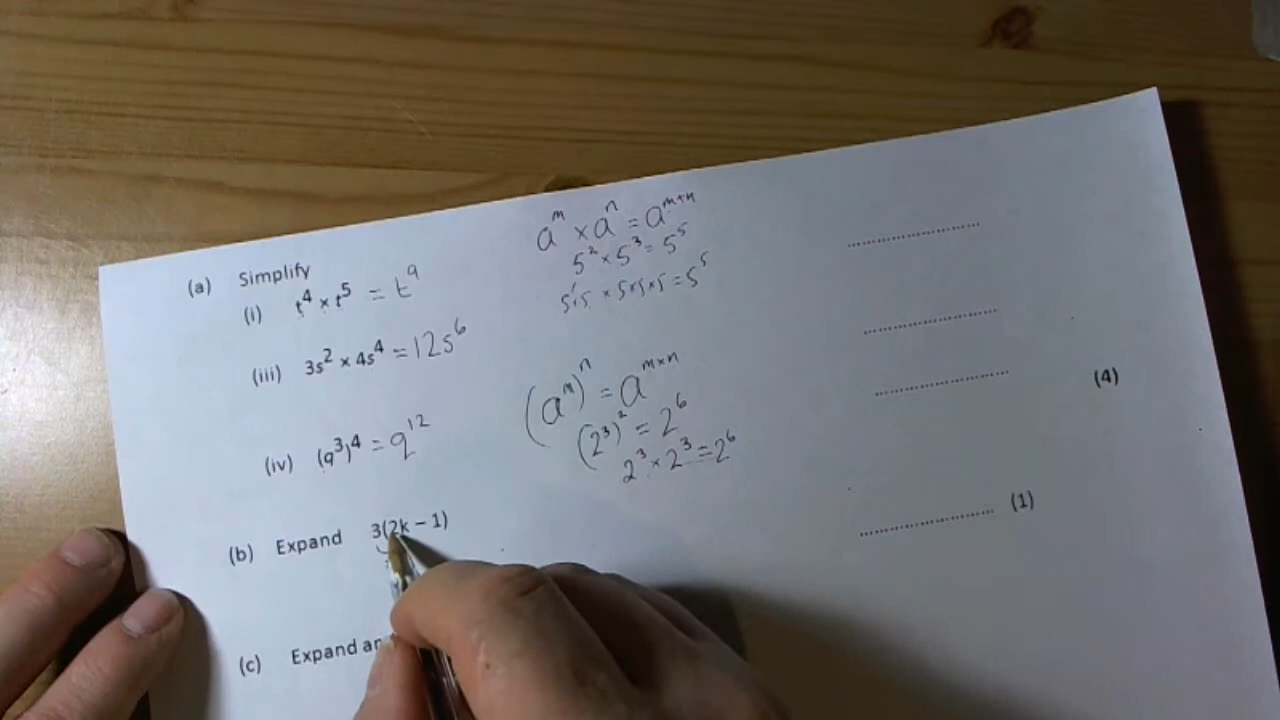 aᵐ × aⁿ = aᵐ⁺ⁿ
5² × 5³ = 5⁵
5×5 × 5×5×5 = 5⁵
(a) Simplify
(i) t⁴ × t⁵ = t⁹
(iii) 3s² × 4s⁴ = 12s⁶
(aᵐ)ⁿ = aᵐˣⁿ
(2³)² = 2⁶
2³ × 2³ = 2⁶
(iv) (q³)⁴ = q¹²
(4)
(b) Expand 3(2k – 1)
(1)
(c) Expand